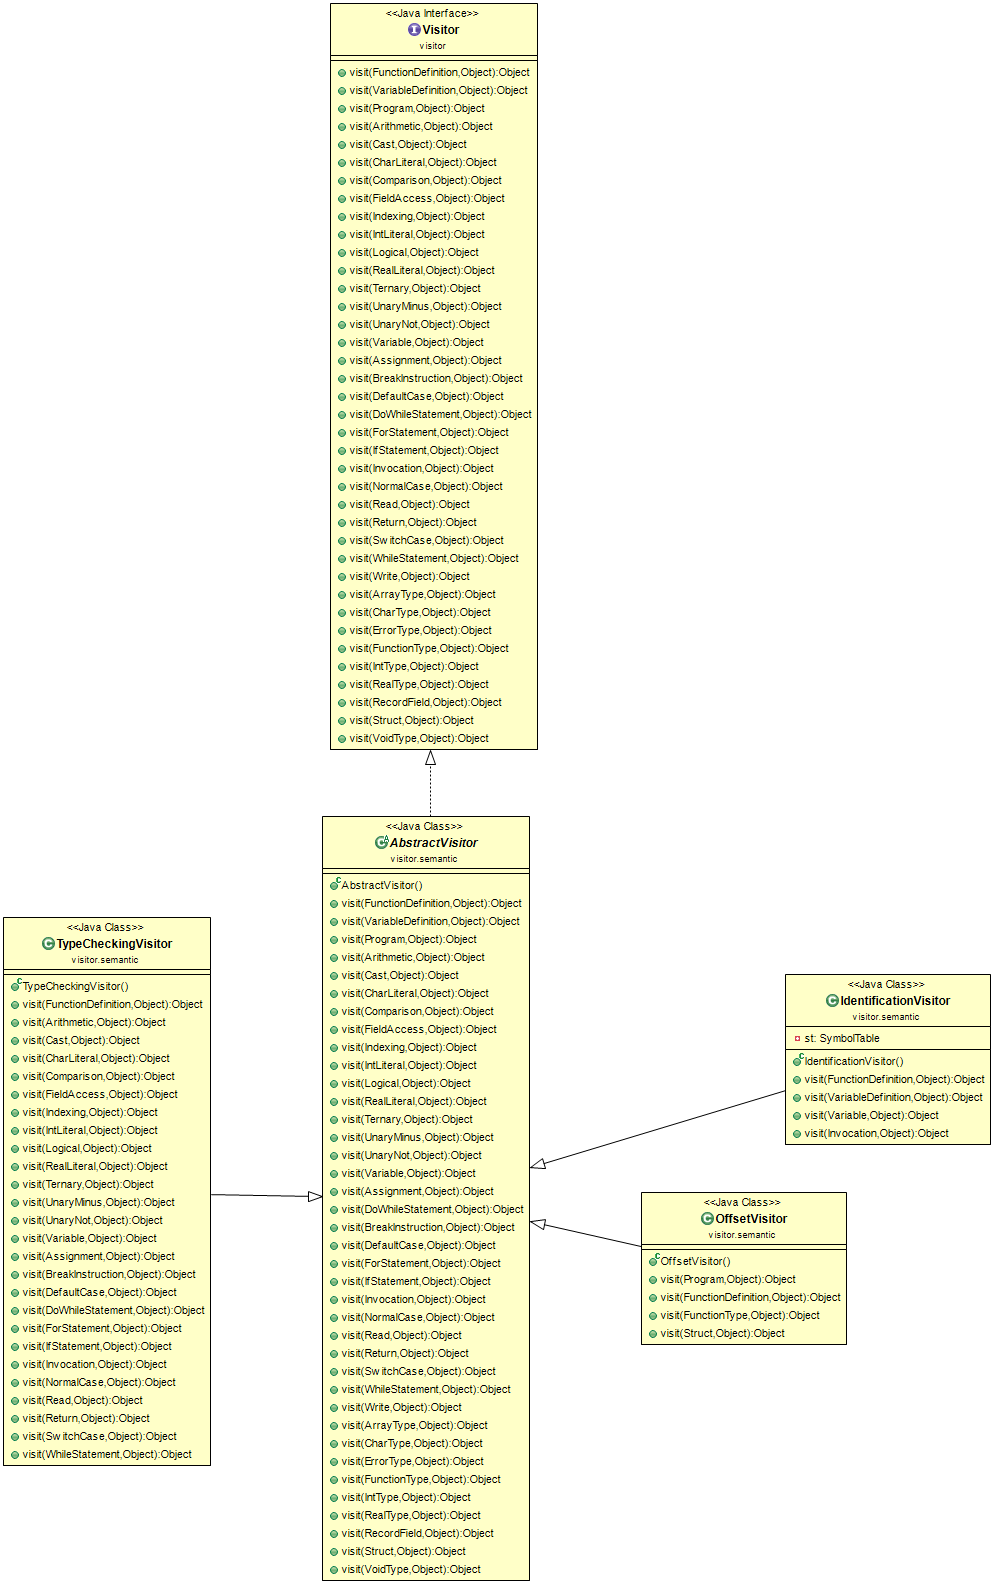 <<Java Interface>>
Visitor
visitor
visit(FunctionDefinition,Object):Object
visit(VariableDefinition,Object):Object
visit(Program,Object):Object
visit(Arithmetic,Object):Object
visit(Cast,Object):Object
visit(CharLiteral,Object):Object
visit(Comparison,Object):Object
visit(FieldAccess,Object):Object
visit(Indexing,Object):Object
visit(IntLiteral,Object):Object
visit(Logical,Object):Object
visit(RealLiteral,Object):Object
visit(Ternary,Object):Object
visit(UnaryMinus,Object):Object
visit(UnaryNot,Object):Object
visit(Variable,Object):Object
visit(Assignment,Object):Object
visit(BreakInstruction,Object):Object
visit(DefaultCase,Object):Object
visit(DoWhileStatement,Object):Object
visit(ForStatement,Object):Object
visit(IfStatement,Object):Object
visit(Invocation,Object):Object
visit(NormalCase,Object):Object
visit(Read,Object):Object
visit(Return,Object):Object
visit(SwitchCase,Object):Object
visit(WhileStatement,Object):Object
visit(Write,Object):Object
visit(ArrayType,Object):Object
visit(CharType,Object):Object
visit(ErrorType,Object):Object
visit(FunctionType,Object):Object
visit(IntType,Object):Object
visit(RealType,Object):Object
visit(RecordField,Object):Object
visit(Struct,Object):Object
visit(VoidType,Object):Object
<<Java Class>>
AbstractVisitor
visitor.semantic
AbstractVisitor()
visit(FunctionDefinition,Object):Object
visit(VariableDefinition,Object):Object
visit(Program,Object):Object
visit(Arithmetic,Object):Object
visit(Cast,Object):Object
visit(CharLiteral,Object):Object
visit(Comparison,Object):Object
visit(FieldAccess,Object):Object
visit(Indexing,Object):Object
visit(IntLiteral,Object):Object
visit(Logical,Object):Object
visit(RealLiteral,Object):Object
visit(Ternary,Object):Object
visit(UnaryMinus,Object):Object
visit(UnaryNot,Object):Object
visit(Variable,Object):Object
visit(Assignment,Object):Object
visit(DoWhileStatement,Object):Object
visit(BreakInstruction,Object):Object
visit(DefaultCase,Object):Object
visit(ForStatement,Object):Object
visit(IfStatement,Object):Object
visit(Invocation,Object):Object
visit(NormalCase,Object):Object
visit(Read,Object):Object
visit(Return,Object):Object
visit(SwitchCase,Object):Object
visit(WhileStatement,Object):Object
visit(Write,Object):Object
visit(ArrayType,Object):Object
visit(CharType,Object):Object
visit(ErrorType,Object):Object
visit(FunctionType,Object):Object
visit(IntType,Object):Object
visit(RealType,Object):Object
visit(RecordField,Object):Object
visit(Struct,Object):Object
visit(VoidType,Object):Object
<<Java Class>>
TypeCheckingVisitor
visitor.semantic
TypeCheckingVisitor()
visit(FunctionDefinition,Object):Object
visit(Arithmetic,Object):Object
visit(Cast,Object):Object
visit(CharLiteral,Object):Object
visit(Comparison,Object):Object
visit(FieldAccess,Object):Object
visit(Indexing,Object):Object
visit(IntLiteral,Object):Object
visit(Logical,Object):Object
visit(RealLiteral,Object):Object
visit(Ternary,Object):Object
visit(UnaryMinus,Object):Object
visit(UnaryNot,Object):Object
visit(Variable,Object):Object
visit(Assignment,Object):Object
visit(BreakInstruction,Object):Object
visit(DefaultCase,Object):Object
visit(DoWhileStatement,Object):Object
visit(ForStatement,Object):Object
visit(IfStatement,Object):Object
visit(Invocation,Object):Object
visit(NormalCase,Object):Object
visit(Read,Object):Object
visit(Return,Object):Object
visit(SwitchCase,Object):Object
visit(WhileStatement,Object):Object
<<Java Class>>
IdentificationVisitor
visitor.semantic
st: SymbolTable
IdentificationVisitor()
visit(FunctionDefinition,Object):Object
visit(VariableDefinition,Object):Object
visit(Variable,Object):Object
visit(Invocation,Object):Object
<<Java Class>>
OffsetVisitor
visitor.semantic
OffsetVisitor()
visit(Program,Object):Object
visit(FunctionDefinition,Object):Object
visit(FunctionType,Object):Object
visit(Struct,Object):Object